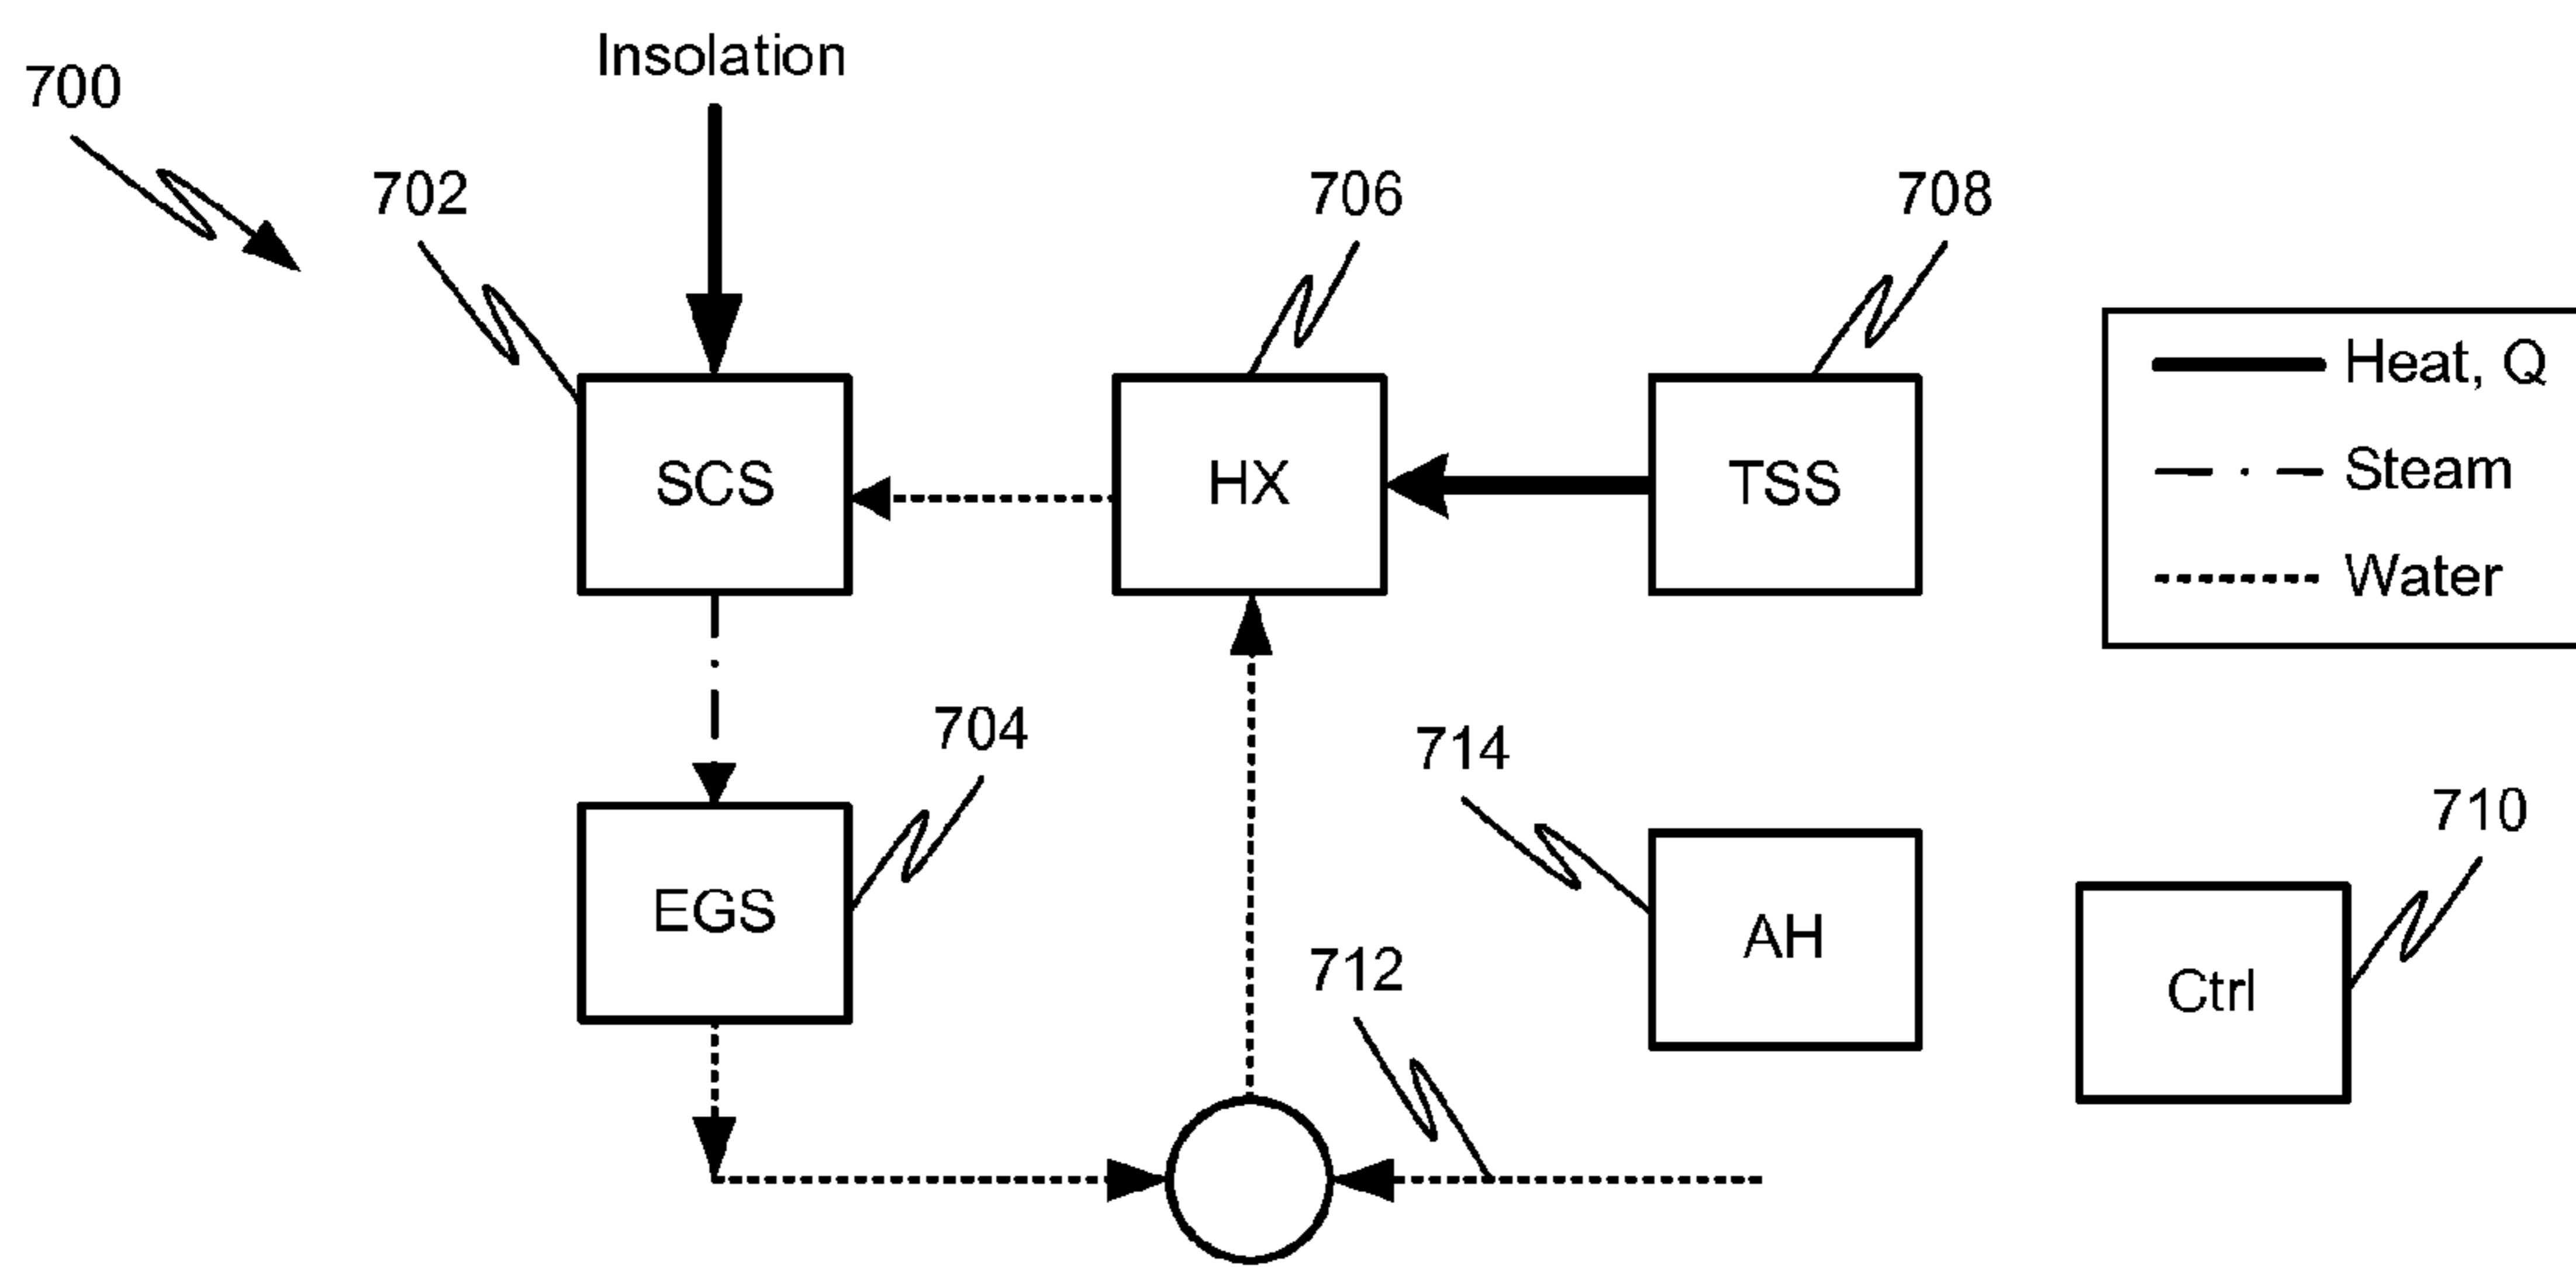 Insolation
700
702
706
708
Heat, Q
SCS
HX
TSS
Steam
Water
704
714
710
EGS
AH
712
Ctrl